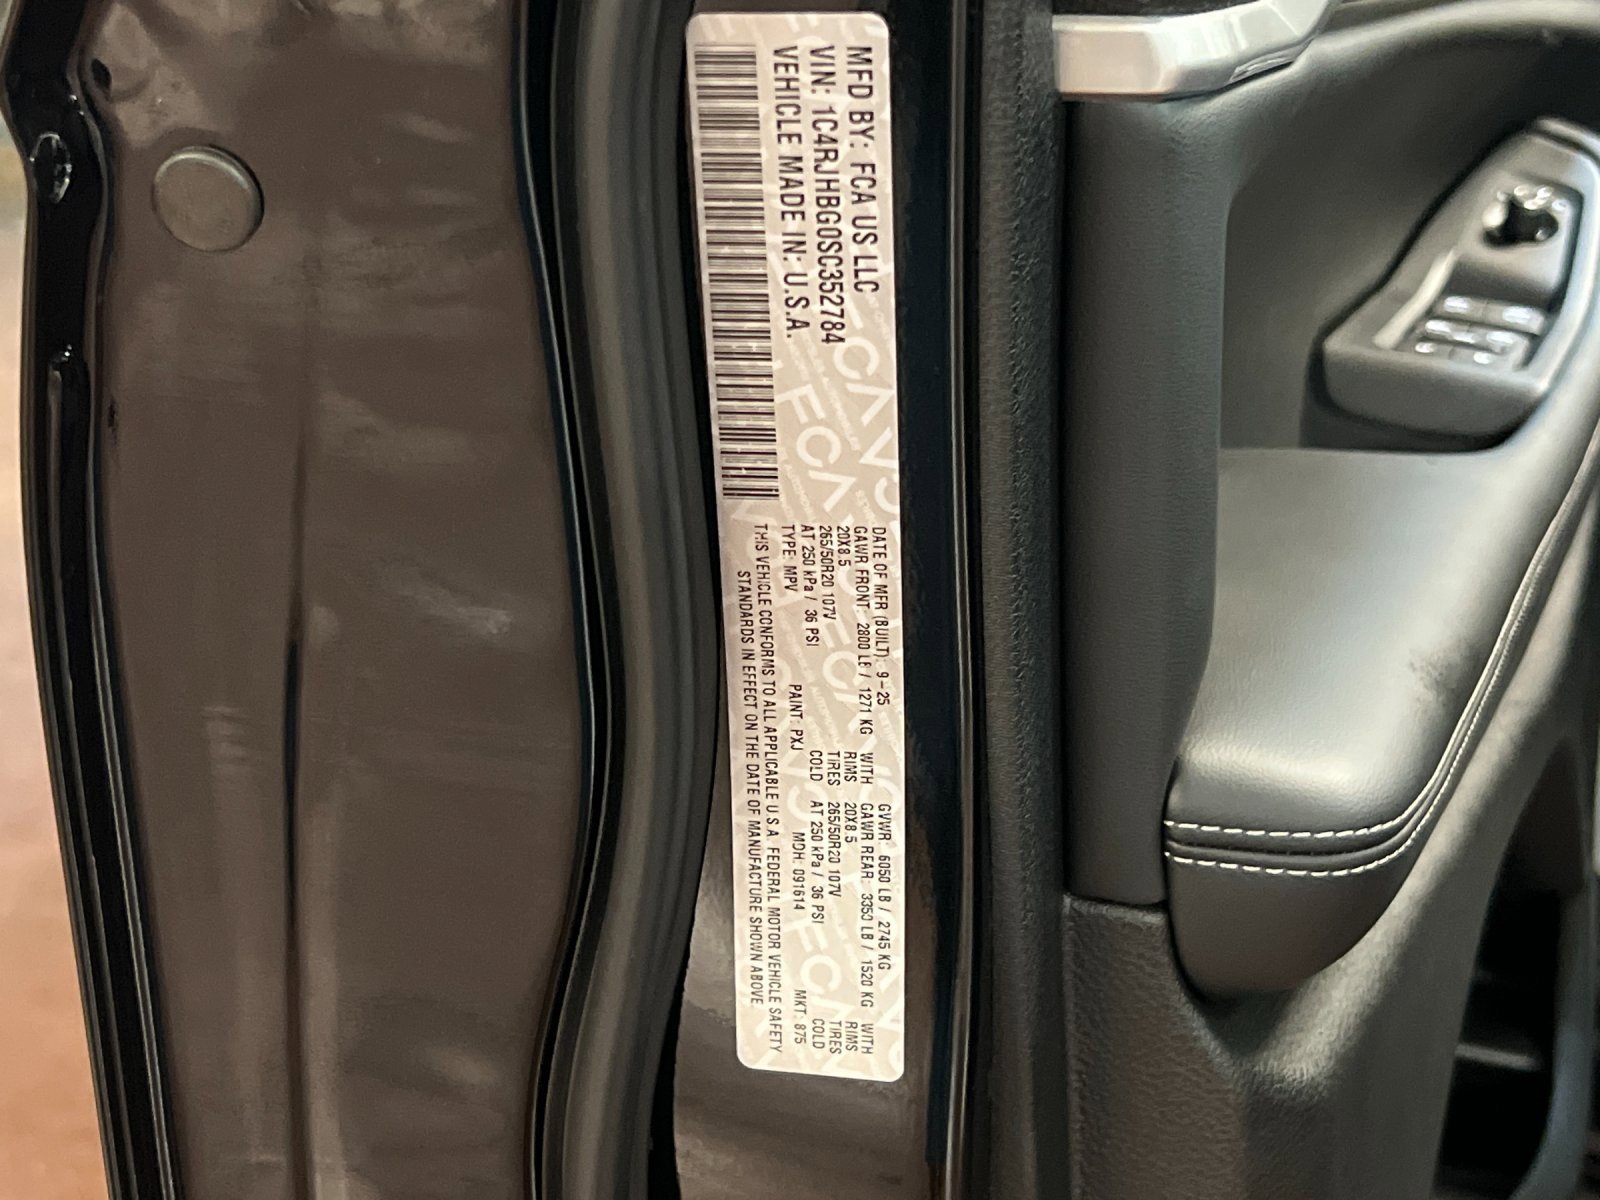 MFD BY: FCA US LLC
VIN: 1C4RJHBG0SC352784
VEHICLE MADE IN: U.S.A.
DATE OF MFR (BUILT): 9-25 GVWR: 6050 LB / 2745 KG
GAWR FRONT: 2800 LB / 1271 KG WITH GAWR REAR: 3350 LB / 1520 KG WITH
20X8.5 RIMS 20X8.5 RIMS
265/50R20 107V TIRES 265/50R20 107V TIRES
AT 250 kPa / 36 PSI COLD AT 250 kPa / 36 PSI COLD
TYPE: MPV PAINT: PXJ MDH: 091614 MKT: 875
THIS VEHICLE CONFORMS TO ALL APPLICABLE U.S.A. FEDERAL MOTOR VEHICLE SAFETY
STANDARDS IN EFFECT ON THE DATE OF MANUFACTURE SHOWN ABOVE.
FCA
FCA
FCA
FCA